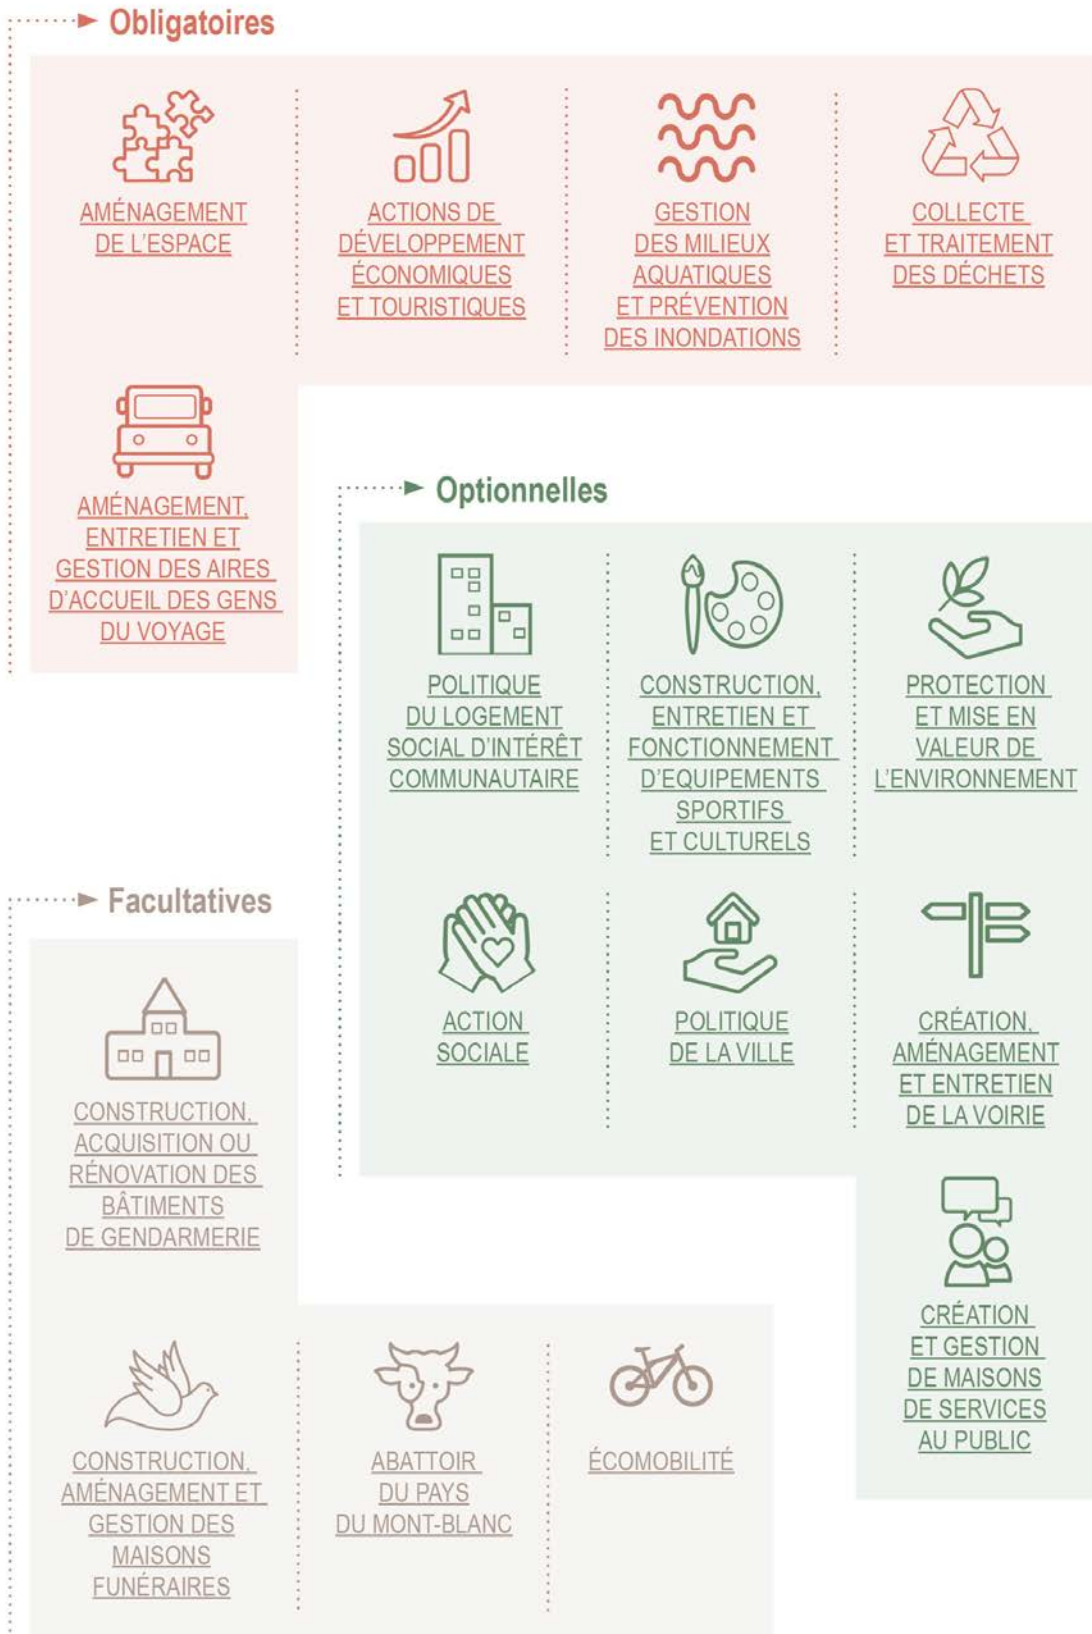 Obligatoires
AMÉNAGEMENT
DE L'ESPACE
ACTIONS DE
DÉVELOPPEMENT
ÉCONOMIQUES
ET TOURISTIQUES
GESTION
DES MILIEUX
AQUATIQUES
ET PRÉVENTION
DES INONDATIONS
COLLECTE
ET TRAITEMENT
DES DÉCHETS
AMÉNAGEMENT,
ENTRETIEN ET
GESTION DES AIRES
D'ACCUEIL DES GENS
DU VOYAGE
Optionnelles
POLITIQUE
DU LOGEMENT
SOCIAL D'INTÉRÊT
COMMUNAUTAIRE
CONSTRUCTION,
ENTRETIEN ET
FONCTIONNEMENT
D'EQUIPEMENTS
SPORTIFS
ET CULTURELS
PROTECTION
ET MISE EN
VALEUR DE
L'ENVIRONNEMENT
ACTION
SOCIALE
POLITIQUE
DE LA VILLE
CRÉATION,
AMÉNAGEMENT
ET ENTRETIEN
DE LA VOIRIE
CRÉATION
ET GESTION
DE MAISONS
DE SERVICES
AU PUBLIC
Facultatives
CONSTRUCTION,
ACQUISITION OU
RÉNOVATION DES
BÂTIMENTS
DE GENDARMERIE
CONSTRUCTION,
AMÉNAGEMENT ET
GESTION DES
MAISONS
FUNÉRAIRES
ABATTOIR
DU PAYS
DU MONT-BLANC
ÉCOMOBILITÉ